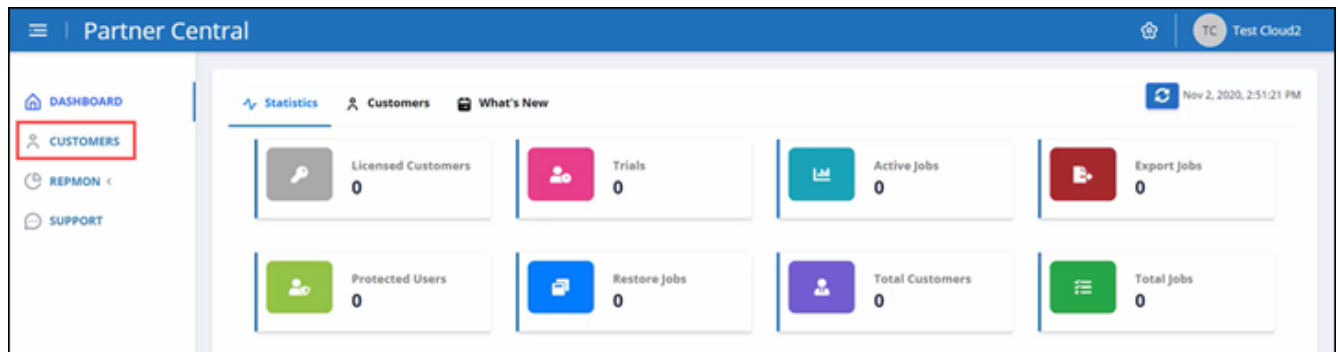 Partner Central
TC Test Cloud2
DASHBOARD
CUSTOMERS
REPMON <
SUPPORT
Statistics Customers What's New
Nov 2, 2020, 2:51:21 PM
Licensed Customers
0
Trials
0
Active Jobs
0
Export Jobs
0
Protected Users
0
Restore Jobs
0
Total Customers
0
Total Jobs
0